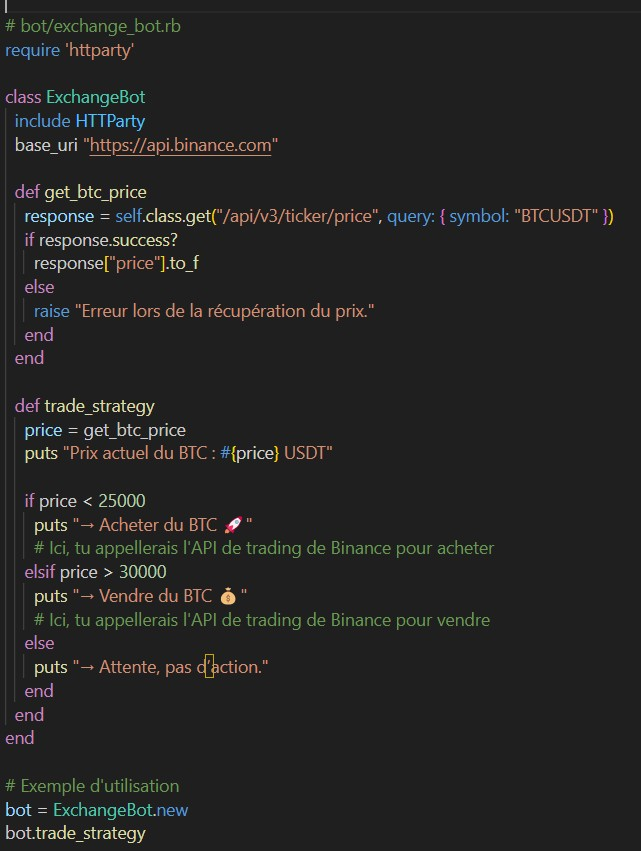 # bot/exchange_bot.rb
require 'httparty'
class ExchangeBot
include HTTParty
base_uri "https://api.binance.com"
def get_btc_price
response = self.class.get("/api/v3/ticker/price", query: { symbol: "BTCUSDT" })
if response.success?
response["price"].to_f
else
raise "Erreur lors de la récupération du prix."
end
end
def trade_strategy
price = get_btc_price
puts "Prix actuel du BTC : #{price} USDT"
if price < 25000
puts "→ Acheter du BTC 🚀"
# Ici, tu appellerais l'API de trading de Binance pour acheter
elsif price > 30000
puts "→ Vendre du BTC 💰"
# Ici, tu appellerais l'API de trading de Binance pour vendre
else
puts "→ Attente, pas d’action."
end
end
end
# Exemple d'utilisation
bot = ExchangeBot.new
bot.trade_strategy